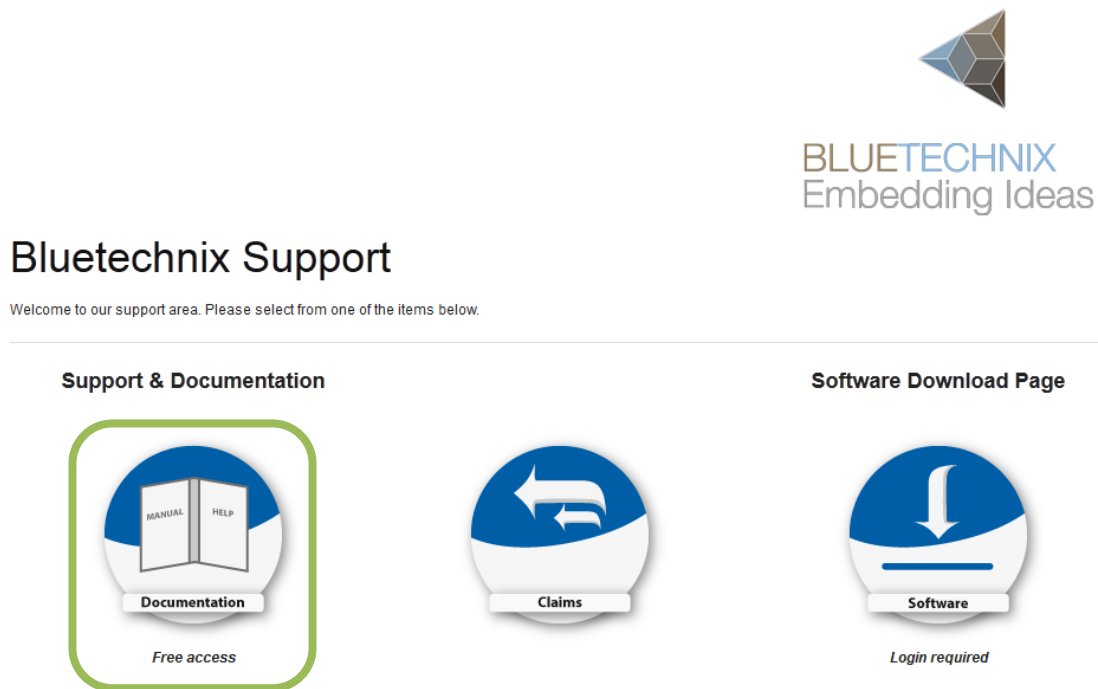 BLUETECHNIX
Embedding Ideas
Bluetechnix Support
Welcome to our support area. Please select from one of the items below.
Support & Documentation
Software Download Page
MANUAL HELP
Documentation
Claims
Software
Free access
Login required